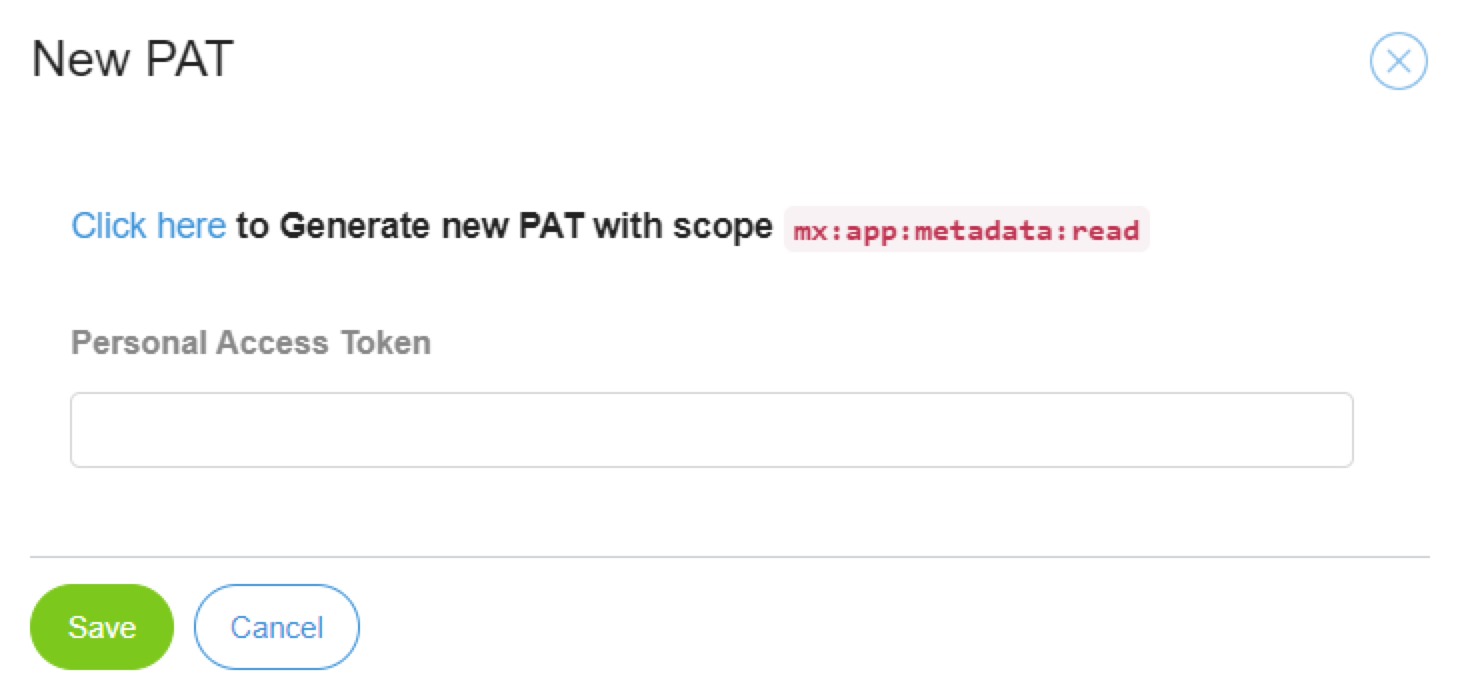 New PAT
Click here to Generate new PAT with scope mx:app:metadata:read
Personal Access Token
Save Cancel